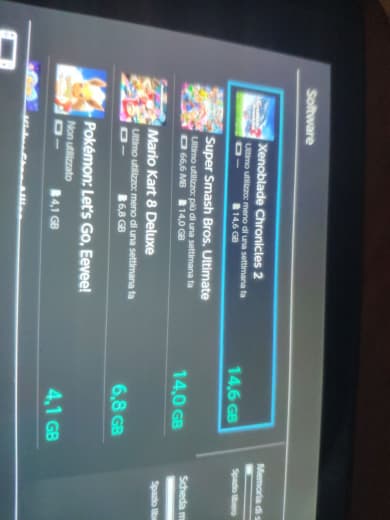 Software
Xenoblade Chronicles 2
Ultimo utilizzo: meno di una settimana fa
— 14,6 GB
14,6 GB
Super Smash Bros. Ultimate
Ultimo utilizzo: più di una settimana fa
66,6 MB 14,0 GB
14,0 GB
Mario Kart 8 Deluxe
Ultimo utilizzo: meno di una settimana fa
— 6,8 GB
6,8 GB
Pokémon: Let's Go, Eevee!
Non utilizzato
— 4,1 GB
4,1 GB
Memoria di
Spazio
Scheda
Spazio